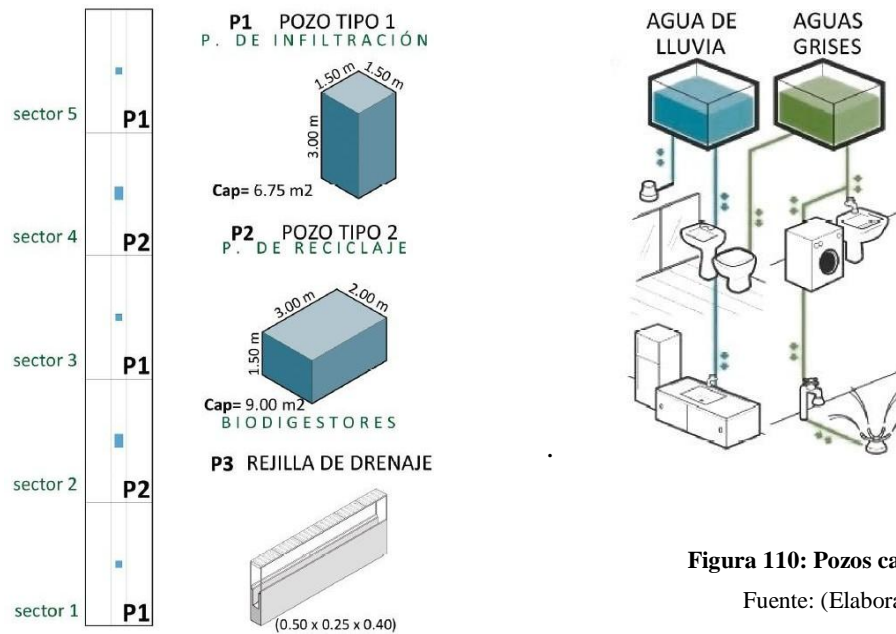 sector 5
P1
sector 4
P2
sector 3
P1
sector 2
P2
sector 1
P1
P1 POZO TIPO 1
P. DE INFILTRACIÓN
1.50 m
1.50 m
3.00 m
Cap= 6.75 m2
P2 POZO TIPO 2
P. DE RECICLAJE
3.00 m
2.00 m
1.50 m
Cap= 9.00 m2
BIODIGESTORES
P3 REJILLA DE DRENAJE
(0.50 x 0.25 x 0.40)
AGUA DE
LLUVIA
AGUAS
GRISES
.
Figura 110: Pozos ca
Fuente: (Elabora